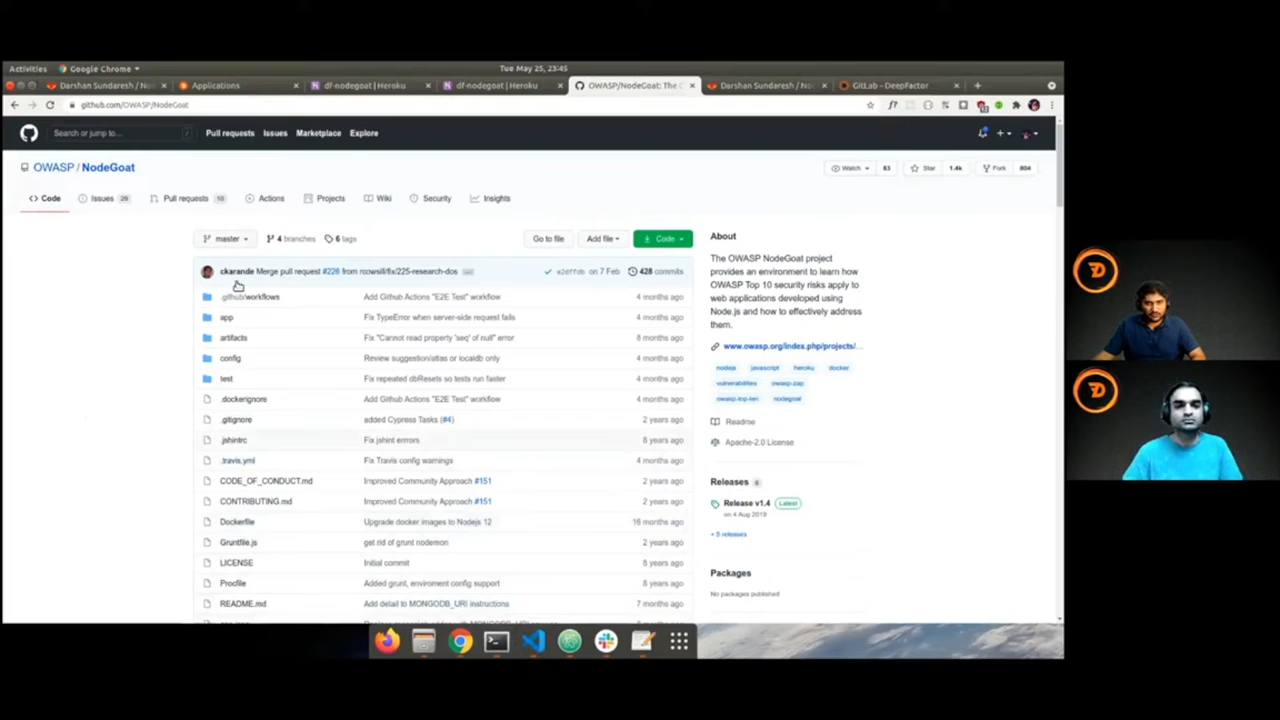 Activities
Google Chrome
Tue May 25, 23:45
Darshan Sundaresh / No
Applications
df-nodegoat | Heroku
df-nodegoat | Heroku
OWASP/NodeGoat: The
Darshan Sundaresh / No
GitLab - DeepFactor
github.com/OWASP/NodeGoat
Search or jump to...
/
Pull requests
Issues
Marketplace
Explore
OWASP / NodeGoat
Watch
83
Star
1.4k
Fork
804
<> Code
Issues 29
Pull requests 10
Actions
Projects
Wiki
Security
Insights
master
4 branches
6 tags
Go to file
Add file
Code
ckarande Merge pull request #226 from rcowsill/fix/225-research-dos ...
on 7 Feb
428 commits
.github/workflows
Add Github Actions "E2E Test" workflow
4 months ago
app
Fix TypeError when server-side request fails
4 months ago
artifacts
Fix "Cannot read property 'seq' of null" error
8 months ago
config
Review suggestion/atlas or localdb only
4 months ago
test
Fix repeated dbResets so tests run faster
4 months ago
.dockerignore
Add Github Actions "E2E Test" workflow
4 months ago
.gitignore
added Cypress Tasks (#4)
2 years ago
.jshintrc
Fix jshint errors
8 years ago
.travis.yml
Fix Travis config warnings
4 months ago
CODE_OF_CONDUCT.md
Improved Community Approach #151
2 years ago
CONTRIBUTING.md
Improved Community Approach #151
2 years ago
Dockerfile
Upgrade docker images to Nodejs 12
16 months ago
Gruntfile.js
get rid of grunt nodemon
2 years ago
LICENSE
Initial commit
8 years ago
Procfile
Added grunt, enviroment config support
8 years ago
README.md
Add detail to MONGODB_URI instructions
7 months ago
About
The OWASP NodeGoat project
provides an environment to learn how
OWASP Top 10 security risks apply to
web applications developed using
Node.js and how to effectively address
them.
www.owasp.org/index.php/projects/...
nodejs
javascript
heroku
docker
vulnerabilities
owasp-zap
owasp-top-ten
nodegoat
Readme
Apache-2.0 License
Releases 6
Release v1.4
Latest
on 4 Aug 2019
+ 5 releases
Packages
No packages published